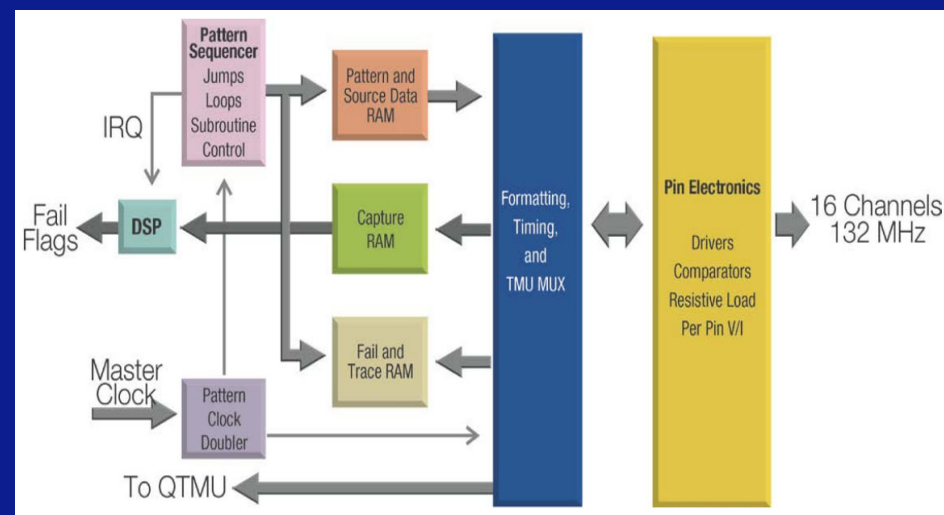 Pattern
Sequencer
Jumps
Loops
Subroutine
Control
Pattern and
Source Data
RAM
IRQ
Fail
Flags
DSP
Capture
RAM
Formatting,
Timing,
and
TMU MUX
Pin Electronics
Drivers
Comparators
Resistive Load
Per Pin V/I
16 Channels
132 MHz
Fail and
Trace RAM
Master
Clock
Pattern
Clock
Doubler
To QTMU